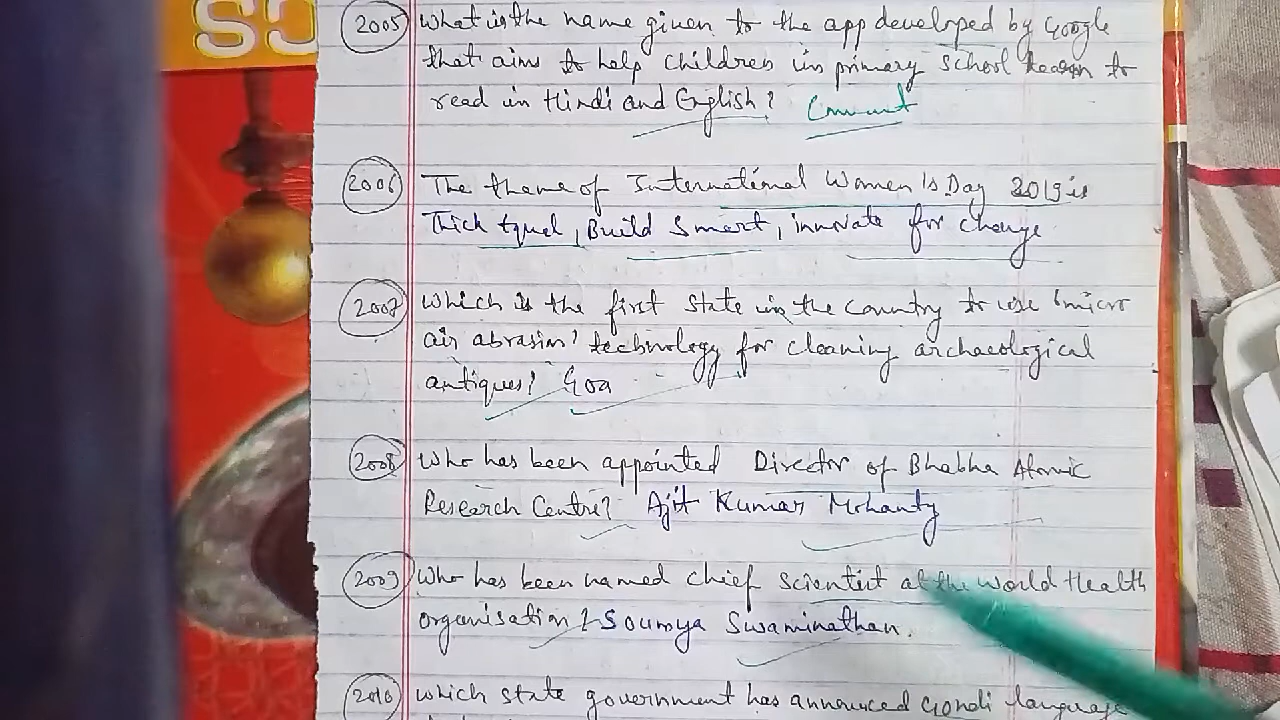 SC
2005 What is the name given to the app developed by Google
that aims to help children in primary school learn to
read in Hindi and English?
2006 The theme of International Women's Day 2019 is
Thick Equal, Build Smart, innovate for change
2007 Which is the first state in the country to use 'micro
air abrasion' technology for cleaning archaeological
antiques? Goa
2008 Who has been appointed Director of Bhabha Atomic
Research Centre? Ajit Kumar Mohanty
2009 Who has been named chief scientist at the World Health
organisation? Soumya Swaminathan.
2010 Which state government has announced Gondi language